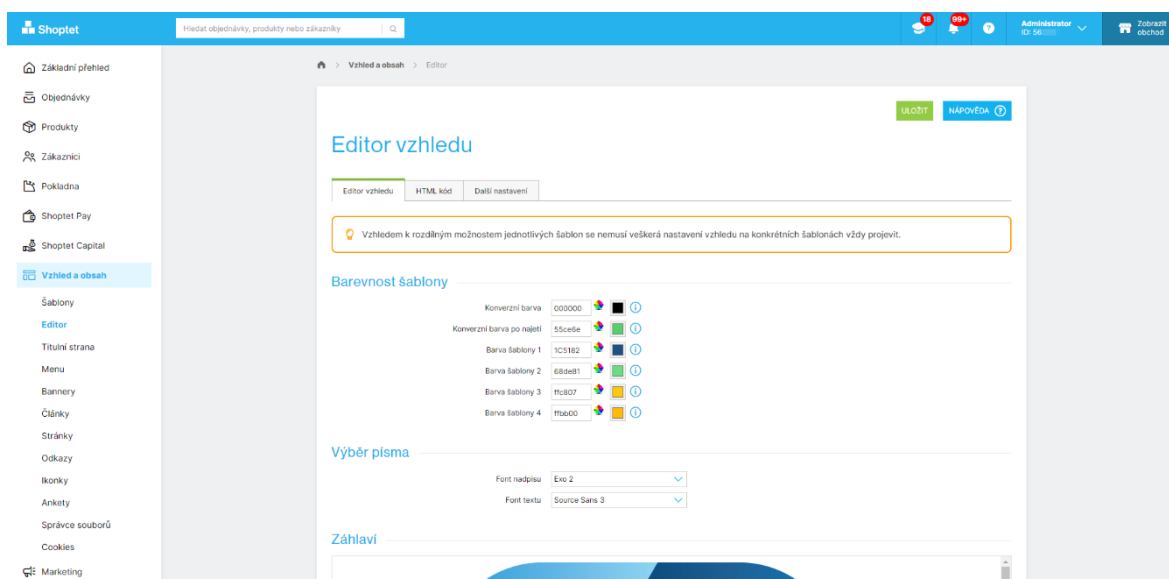 Shoptet
Hledat objednávky, produkty nebo zákazníky
18
99+
Administrator
ID: 56
Zobrazit
obchod
Základní přehled
Objednávky
Produkty
Zákazníci
Pokladna
Shoptet Pay
Shoptet Capital
Vzhled a obsah
Šablony
Editor
Titulní strana
Menu
Bannery
Články
Stránky
Odkazy
Ikonky
Ankety
Správce souborů
Cookies
Marketing
Vzhled a obsah > Editor
ULOŽIT NÁPOVĚDA ?
Editor vzhledu
Editor vzhledu HTML kód Další nastavení
Vzhledem k rozdílným možnostem jednotlivých šablon se nemusí veškerá nastavení vzhledu na konkrétních šablonách vždy projevit.
Barevnost šablony
Konverzní barva 000000
Konverzní barva po najetí 55ce6e
Barva šablony 1 1C5182
Barva šablony 2 68de81
Barva šablony 3 ffc807
Barva šablony 4 ffbb00
Výběr písma
Font nadpisu Exo 2
Font textu Source Sans 3
Záhlaví